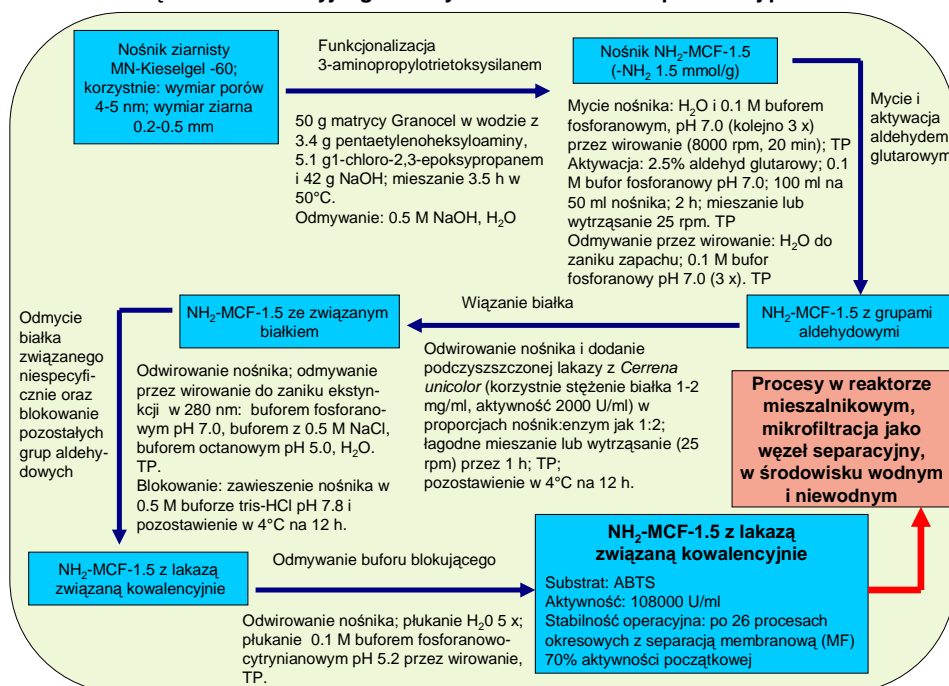 Nośnik ziarnisty
MN-Kieselgel -60;
korzystnie: wymiar porów
4-5 nm; wymiar ziarna
0.2-0.5 mm
Funkcjonalizacja
3-aminopropylotrietoksysilanem
50 g matrycy Granocel w wodzie z
3.4 g pentaetylenoheksyloaminy,
5.1 g1-chloro-2,3-epoksypropanem
i 42 g NaOH; mieszanie 3.5 h w
50°C.
Odmywanie: 0.5 M NaOH, H2O
Nośnik NH2-MCF-1.5
(-NH2 1.5 mmol/g)
Mycie nośnika: H2O i 0.1 M buforem
fosforanowym, pH 7.0 (kolejno 3 x)
przez wirowanie (8000 rpm, 20 min); TP
Aktywacja: 2.5% aldehyd glutarowy; 0.1
M bufor fosforanowy pH 7.0; 100 ml na
50 ml nośnika; 2 h; mieszanie lub
wytrząsanie 25 rpm. TP
Odmywanie przez wirowanie: H2O do
zaniku zapachu; 0.1 M bufor
fosforanowy pH 7.0 (3 x). TP
Mycie i
aktywacja
aldehydem
glutarowym
NH2-MCF-1.5 z grupami
aldehydowymi
Wiązanie białka
Odwirowanie nośnika i dodanie
podczyszszczonej lakazy z Cerrena
unicolor (korzystnie stężenie białka 1-2
mg/ml, aktywność 2000 U/ml) w
proporcjach nośnik:enzym jak 1:2;
łagodne mieszanie lub wytrząsanie (25
rpm) przez 1 h; TP;
pozostawienie w 4°C na 12 h.
NH2-MCF-1.5 ze związanym
białkiem
Odmycie
białka
związanego
niespecyfi-
cznie oraz
blokowanie
pozostałych
grup aldehy-
dowych
Odwirowanie nośnika; odmywanie
przez wirowanie do zaniku ekstyn-
kcji w 280 nm: buforem fosforano-
wym pH 7.0, buforem z 0.5 M NaCl,
buforem octanowym pH 5.0, H2O.
TP.
Blokowanie: zawieszenie nośnika w
0.5 M buforze tris-HCl pH 7.8 i
pozostawienie w 4°C na 12 h.
NH2-MCF-1.5 z lakazą
związaną kowalencyjnie
Odmywanie buforu blokującego
Odwirowanie nośnika; płukanie H20 5 x;
płukanie 0.1 M buforem fosforanowo-
cytrynianowym pH 5.2 przez wirowanie,
TP.
NH2-MCF-1.5 z lakazą
związaną kowalencyjnie
Substrat: ABTS
Aktywność: 108000 U/ml
Stabilność operacyjna: po 26 procesach
okresowych z separacją membranową (MF)
70% aktywności początkowej
Procesy w reaktorze
mieszalnikowym,
mikrofiltracja jako
węzeł separacyjny,
w środowisku wodnym
i niewodnym